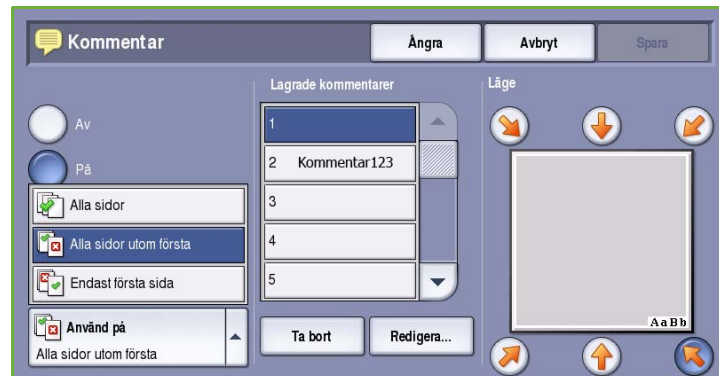 Kommentar
Ångra
Avbryt
Spara
Av
På
Alla sidor
Alla sidor utom första
Endast första sida
Använd på
Alla sidor utom första
Lagrade kommentarer
1
2 Kommentar123
3
4
5
Ta bort
Redigera...
Läge
AaBb